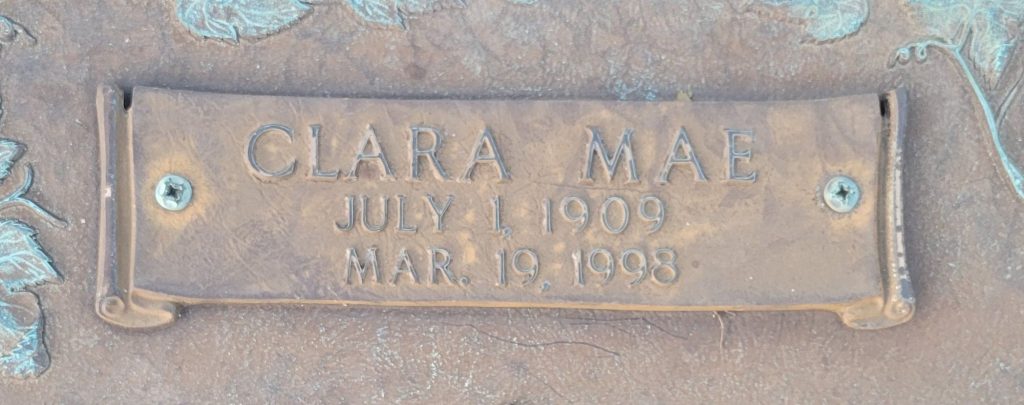 CLARA MAE
JULY 1, 1909
MAR. 19, 1998